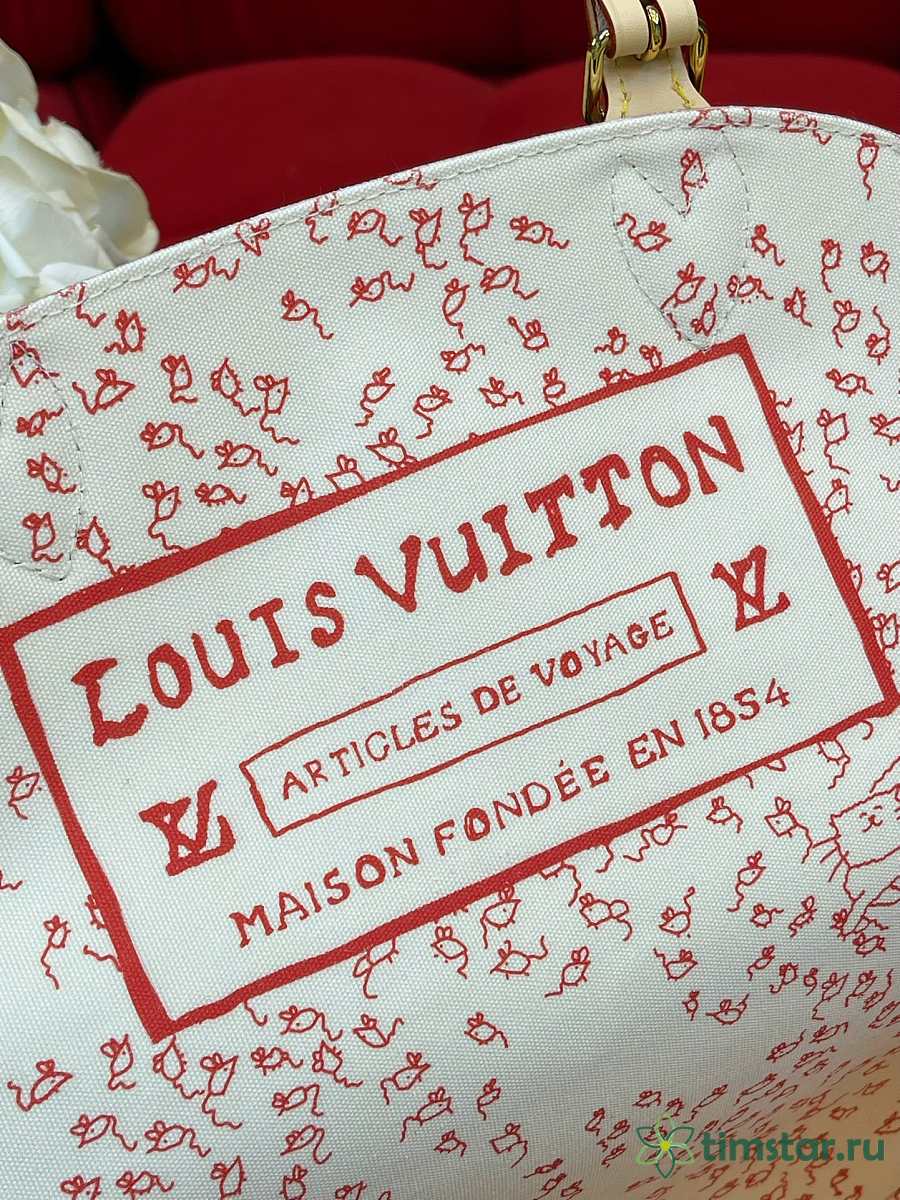 LOUIS VUITTON
ARTICLES DE VOYAGE
LV
LV
MAISON FONDÉE EN 1854
timstar.ru